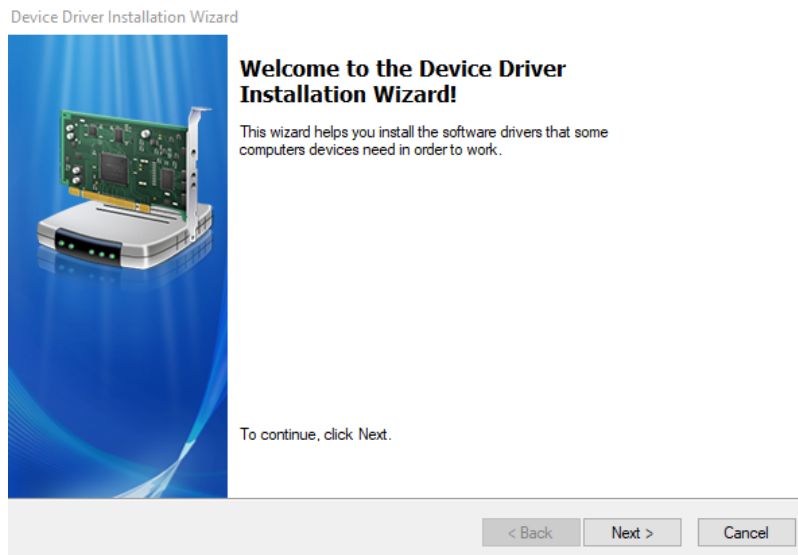 Device Driver Installation Wizard
Welcome to the Device Driver
Installation Wizard!
This wizard helps you install the software drivers that some
computers devices need in order to work.
To continue, click Next.
< Back
Next >
Cancel